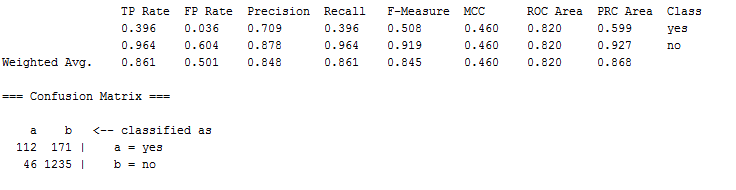 TP Rate FP Rate Precision Recall F-Measure MCC ROC Area PRC Area Class
0.396 0.036 0.709 0.396 0.508 0.460 0.820 0.599 yes
0.964 0.604 0.878 0.964 0.919 0.460 0.820 0.927 no
Weighted Avg. 0.861 0.501 0.848 0.861 0.845 0.460 0.820 0.868
=== Confusion Matrix ===
a b <-- classified as
112 171 | a = yes
46 1235 | b = no